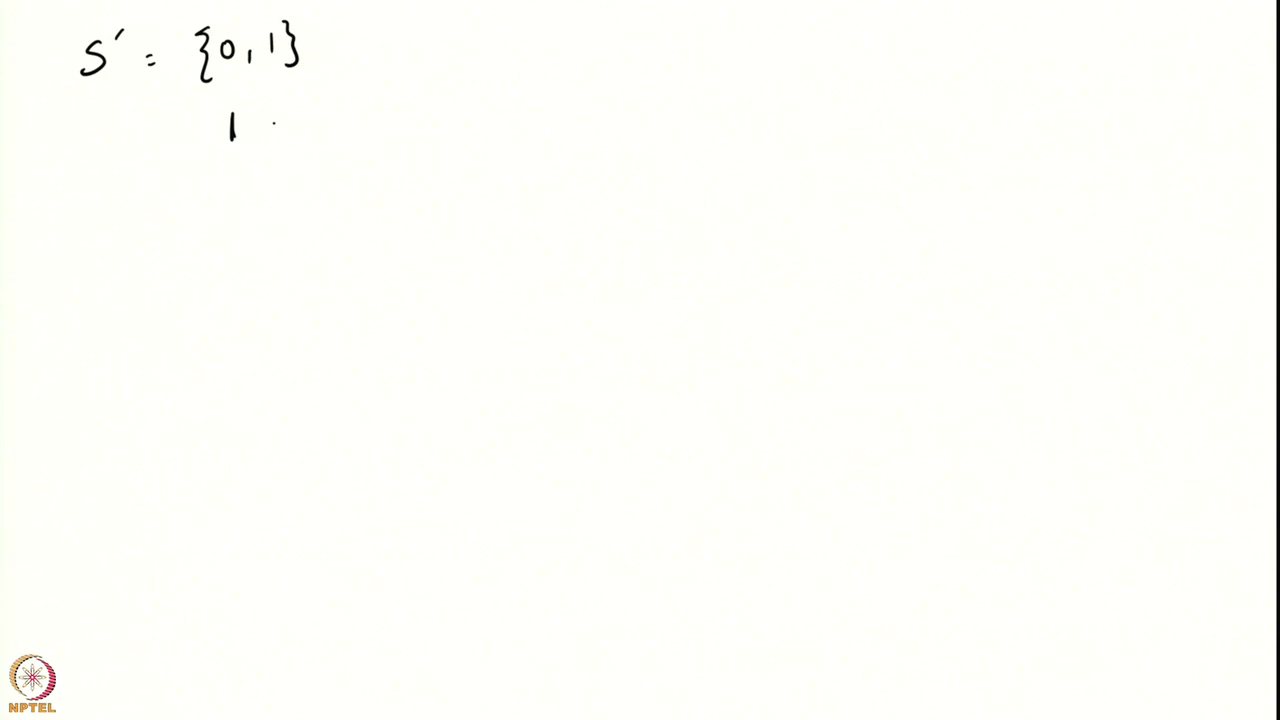 S' = {0, 1}
1 .
NPTEL